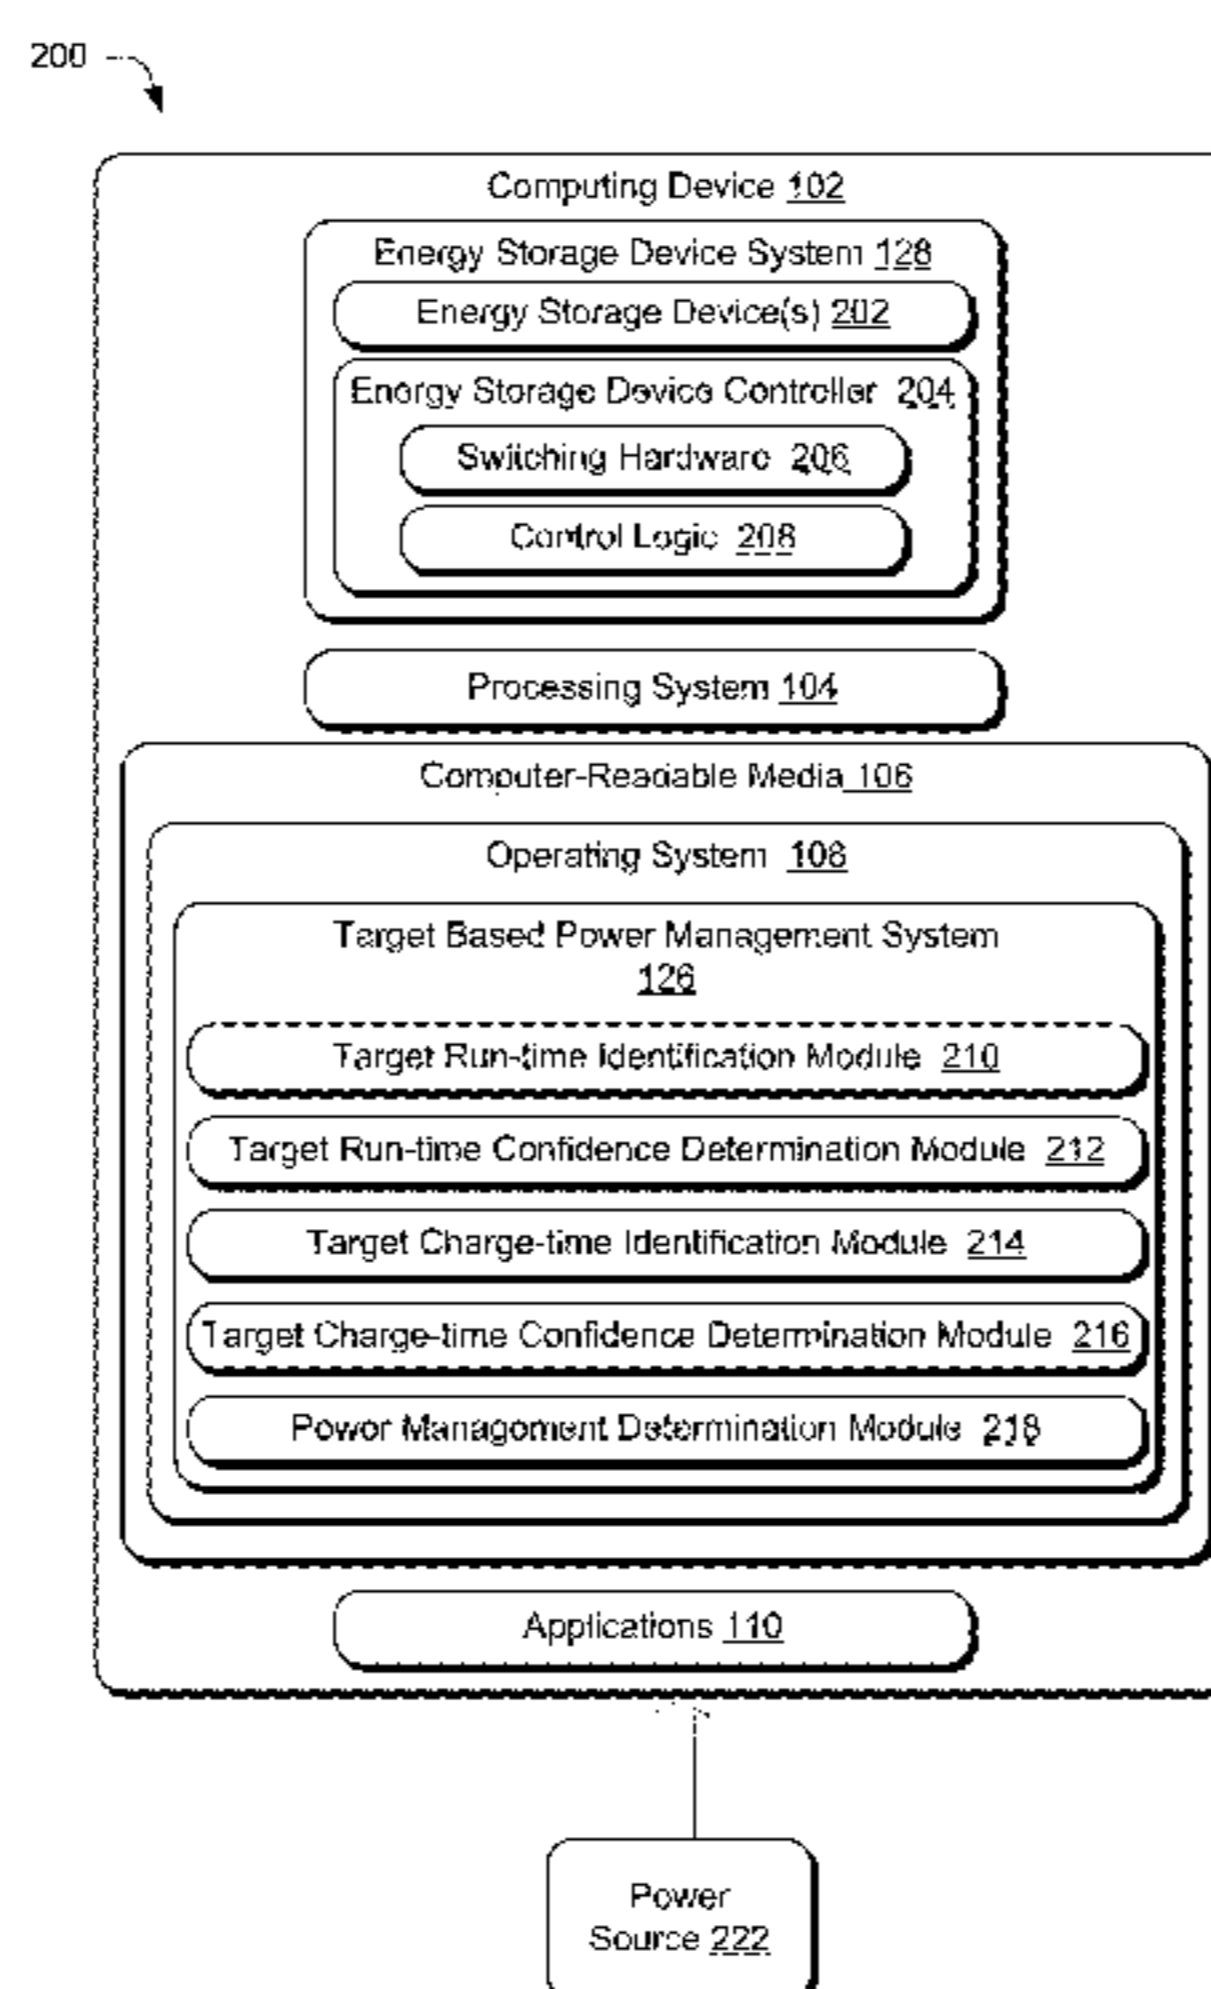 200
Computing Device 102
Energy Storage Device System 128
Energy Storage Device(s) 202
Energy Storage Device Controller 204
Switching Hardware 206
Control Logic 208
Processing System 104
Computer-Readable Media 106
Operating System 108
Target Based Power Management System
126
Target Run-time Identification Module 210
Target Run-time Confidence Determination Module 212
Target Charge-time Identification Module 214
Target Charge-time Confidence Determination Module 216
Power Management Determination Module 218
Applications 110
Power
Source 222